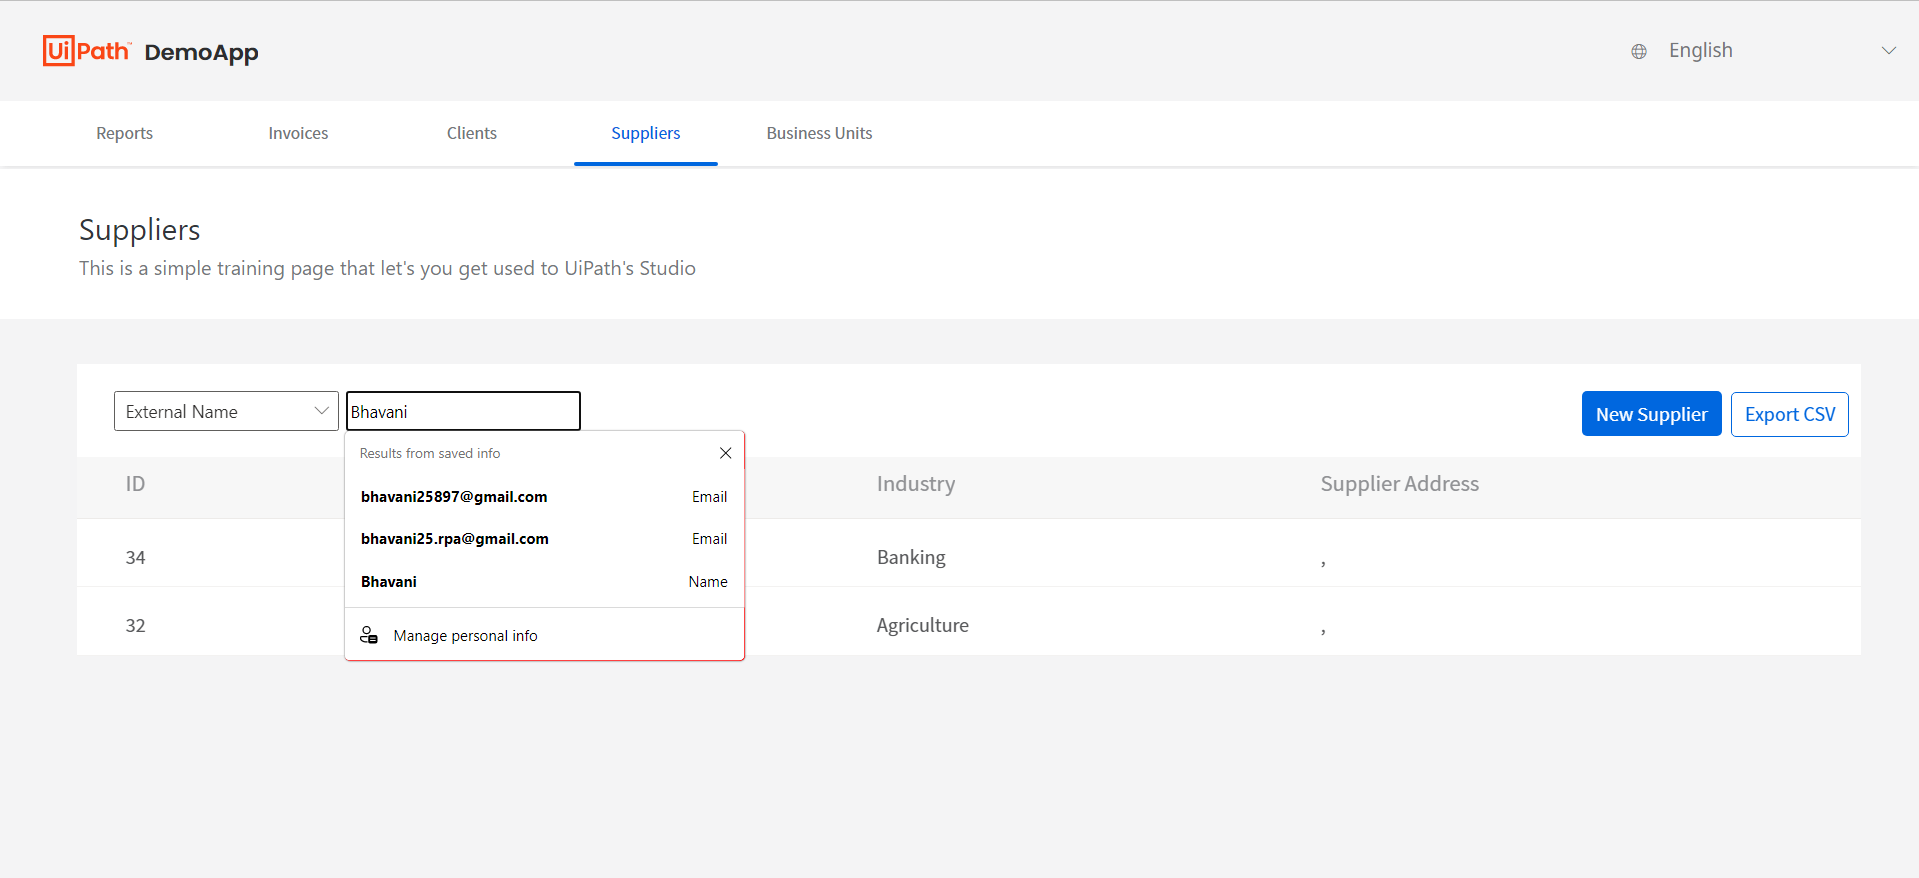 UiPath™ DemoApp
English
Reports Invoices Clients Suppliers Business Units
Suppliers
This is a simple training page that let's you get used to UiPath's Studio
External Name Bhavani New Supplier Export CSV
Results from saved info
ID Industry Supplier Address
bhavani25897@gmail.com Email
bhavani25.rpa@gmail.com Email
34 Banking ,
Bhavani Name
32 Agriculture ,
Manage personal info